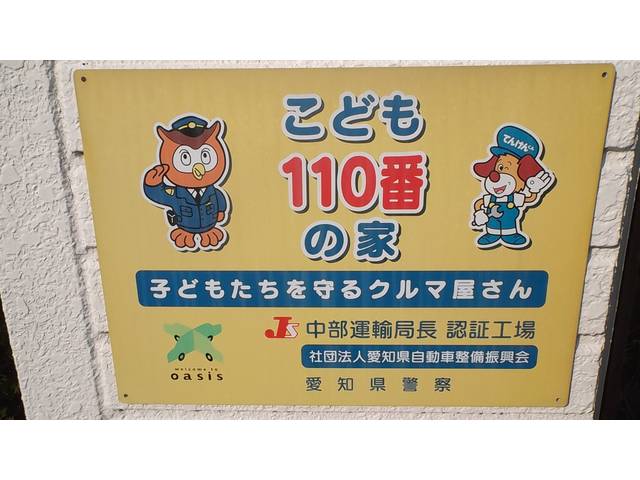 こども
110番
の家
てんけんくん
子どもたちを守るクルマ屋さん
JS 中部運輸局長 認証工場
社団法人愛知県自動車整備振興会
愛知県警察
welcome to
oasis